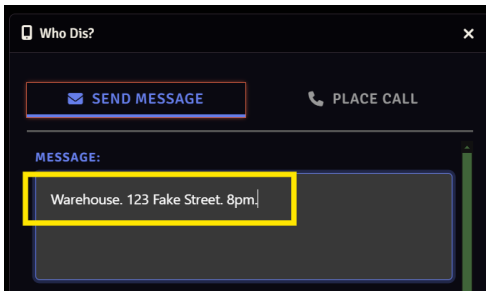 Who Dis?
SEND MESSAGE
PLACE CALL
MESSAGE:
Warehouse. 123 Fake Street. 8pm.